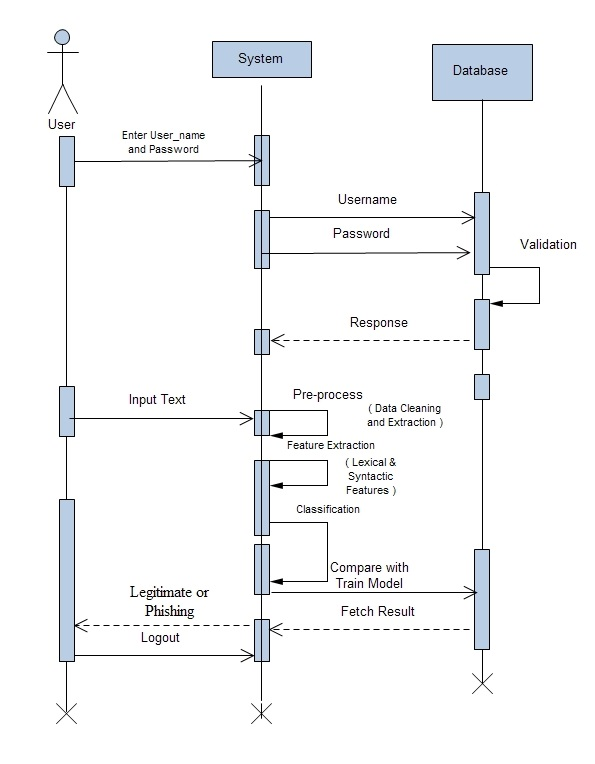 System
Database
User
Enter User_name
and Password
Username
Password
Validation
Response
Input Text
Pre-process
( Data Cleaning
and Extraction )
Feature Extraction
( Lexical &
Syntactic
Features )
Classification
Compare with
Train Model
Legitimate or
Phishing
Fetch Result
Logout